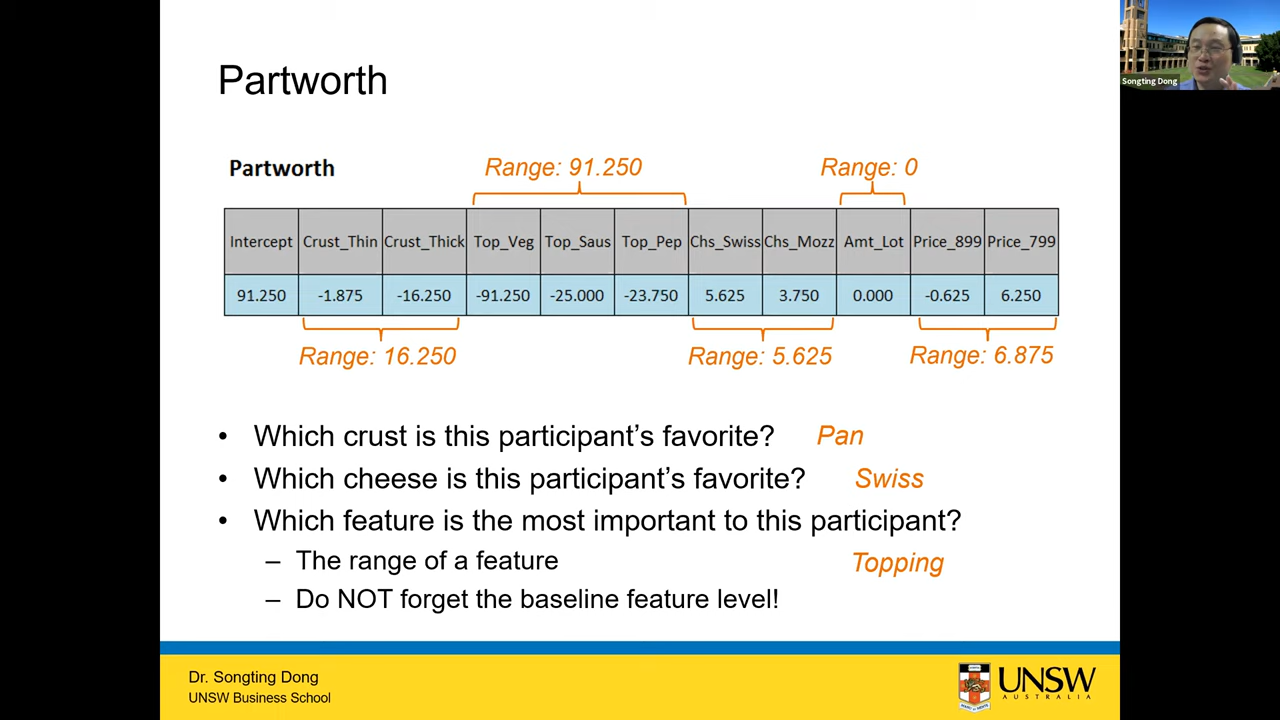 Songting Dong
Partworth
Partworth
Range: 91.250
Range: 0
Intercept Crust_Thin Crust_Thick Top_Veg Top_Saus Top_Pep Chs_Swiss Chs_Mozz Amt_Lot Price_899 Price_799
91.250 -1.875 -16.250 -91.250 -25.000 -23.750 5.625 3.750 0.000 -0.625 6.250
Range: 16.250
Range: 5.625
Range: 6.875
• Which crust is this participant’s favorite? Pan
• Which cheese is this participant’s favorite? Swiss
• Which feature is the most important to this participant?
– The range of a feature
Topping
– Do NOT forget the baseline feature level!
Dr. Songting Dong
UNSW Business School
UNSW
AUSTRALIA